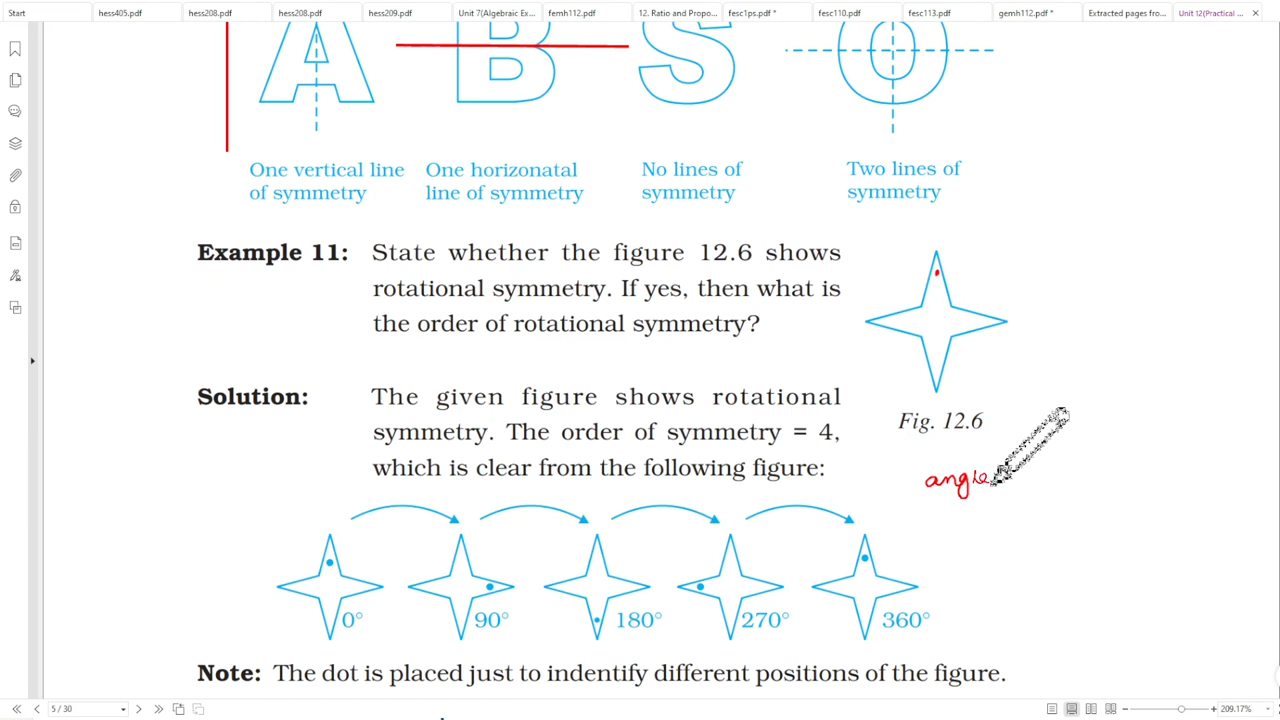 Start hess405.pdf hess208.pdf hess208.pdf hess209.pdf Unit 7(Algebraic Ex... femh112.pdf 12. Ratio and Propo... fesc1ps.pdf * fesc110.pdf fesc113.pdf gemh112.pdf * Extracted pages fro... Unit 12(Practical ...
A B S O
One vertical line One horizonatal No lines of Two lines of
of symmetry line of symmetry symmetry symmetry
Example 11: State whether the figure 12.6 shows
rotational symmetry. If yes, then what is
the order of rotational symmetry?
Solution: The given figure shows rotational
symmetry. The order of symmetry = 4,
Fig. 12.6
which is clear from the following figure:
angle
0° 90° 180° 270° 360°
Note: The dot is placed just to indentify different positions of the figure.
5 / 30 209.17%